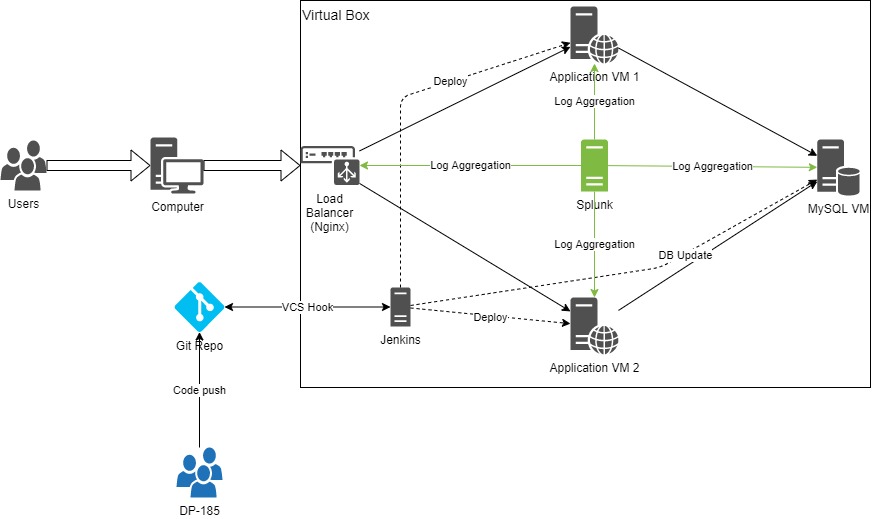 Virtual Box
Application VM 1
Deploy
Log Aggregation
Log Aggregation
Log Aggregation
Users
Computer
Load
Balancer
(Nginx)
Splunk
MySQL VM
Log Aggregation
DB Update
VCS Hook
Deploy
Git Repo
Jenkins
Application VM 2
Code push
DP-185